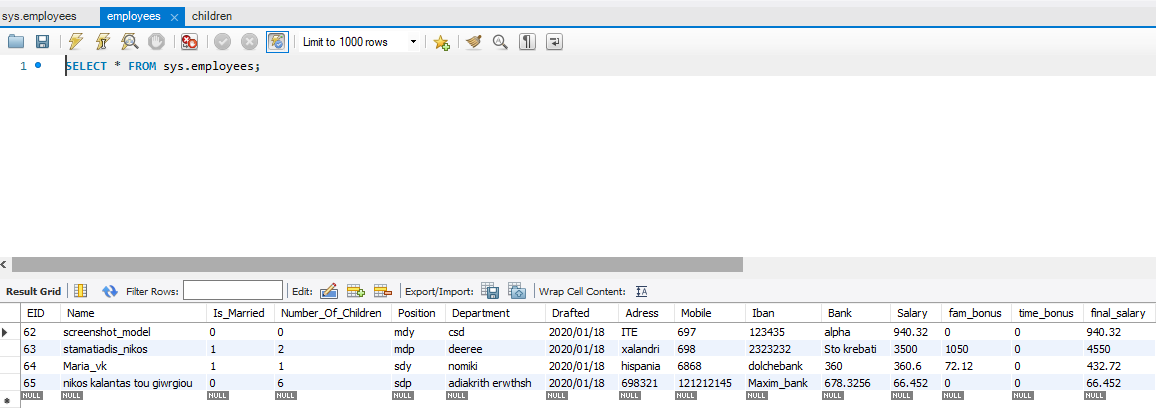 sys.employees employees children
Limit to 1000 rows
1 SELECT * FROM sys.employees;
Result Grid Filter Rows: Edit: Export/Import: Wrap Cell Content:
EID Name Is_Married Number_Of_Children Position Department Drafted Adress Mobile Iban Bank Salary fam_bonus time_bonus final_salary
62 screenshot_model 0 0 mdy csd 2020/01/18 ITE 697 123435 alpha 940.32 0 0 940.32
63 stamatiadis_nikos 1 2 mdp deeree 2020/01/18 xalandri 698 2323232 Sto krebati 3500 1050 0 4550
64 Maria_vk 1 1 sdy nomiki 2020/01/18 hispania 6868 dolchebank 360 360.6 72.12 0 432.72
65 nikos kalantas tou giwrgiou 0 6 sdp adiakrith erwthsh 2020/01/18 698321 121212145 Maxim_bank 678.3256 66.452 0 0 66.452
NULL NULL NULL NULL NULL NULL NULL NULL NULL NULL NULL NULL NULL NULL NULL